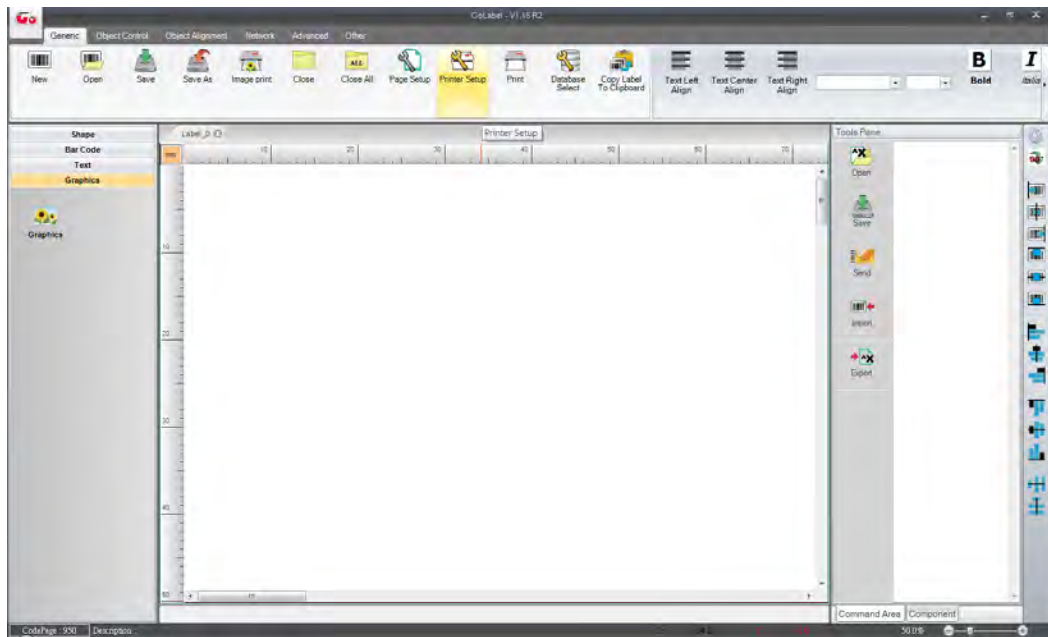 Go
GoLabel - V1.16 R2
Generic Object Control Object Alignment Network Advanced Other
New Open Save Save As Image print Close Close All Page Setup Printer Setup Print Database Select Copy Label To Clipboard Text Left Align Text Center Align Text Right Align B Bold I Italic
ALL
Shape
Bar Code
Text
Graphics
Graphics
Label_0
Printer Setup
mm 10 20 30 40 50 60 70
10
20
30
40
50
Tools Pane
Open
Save
Send
Import
Export
Command Area Component
CodePage : 950 Description :
50.0%